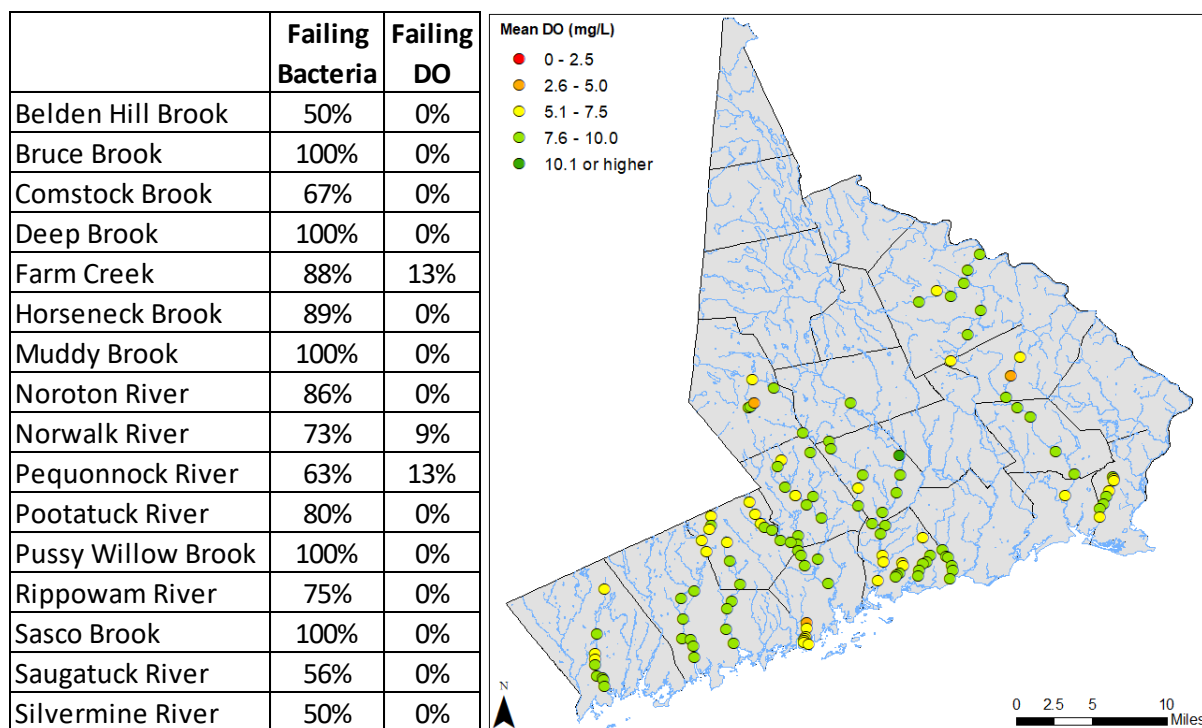 Failing Bacteria Failing DO
Belden Hill Brook 50% 0%
Bruce Brook 100% 0%
Comstock Brook 67% 0%
Deep Brook 100% 0%
Farm Creek 88% 13%
Horseneck Brook 89% 0%
Muddy Brook 100% 0%
Noroton River 86% 0%
Norwalk River 73% 9%
Pequonnock River 63% 13%
Pootatuck River 80% 0%
Pussy Willow Brook 100% 0%
Rippowam River 75% 0%
Sasco Brook 100% 0%
Saugatuck River 56% 0%
Silvermine River 50% 0%
Mean DO (mg/L)
0 - 2.5
2.6 - 5.0
5.1 - 7.5
7.6 - 10.0
10.1 or higher
N
0 2.5 5 10
Miles